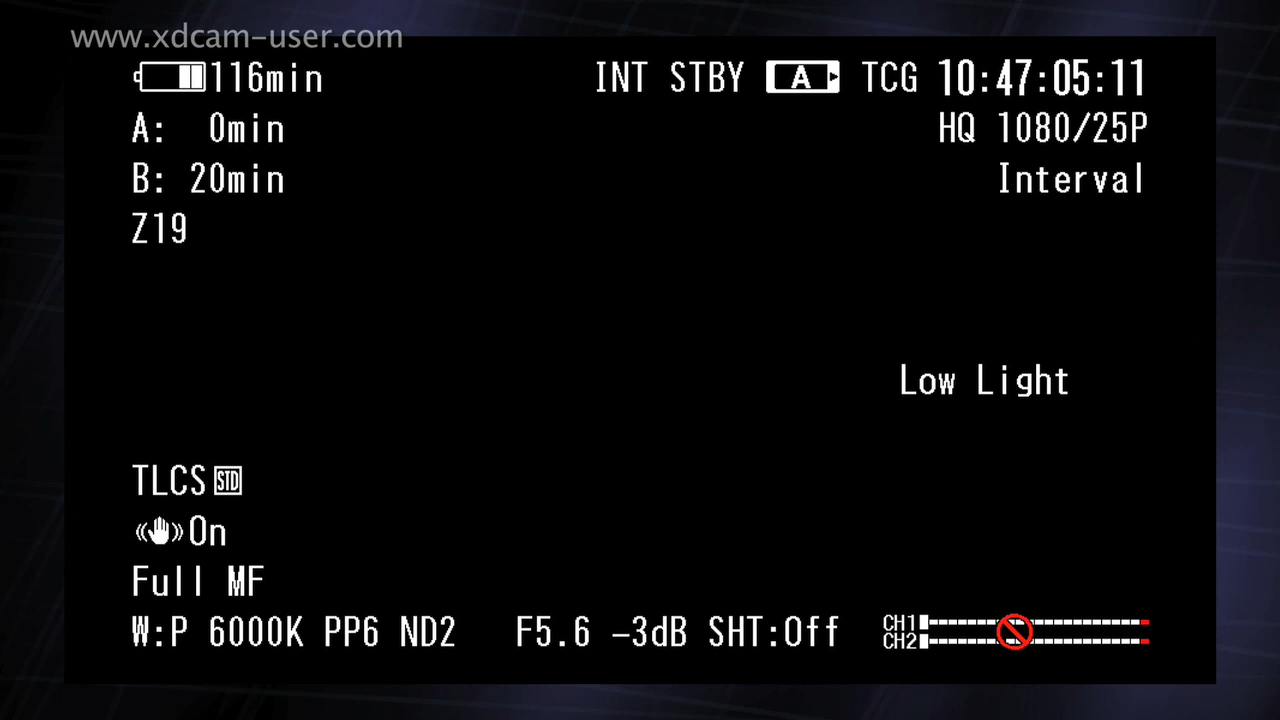 www.xdcam-user.com
116min INT STBY A TCG 10:47:05:11
A: 0min HQ 1080/25P
B: 20min Interval
Z19
Low Light
TLCS STD
On
Full MF
W:P 6000K PP6 ND2 F5.6 –3dB SHT:Off CH1
CH2